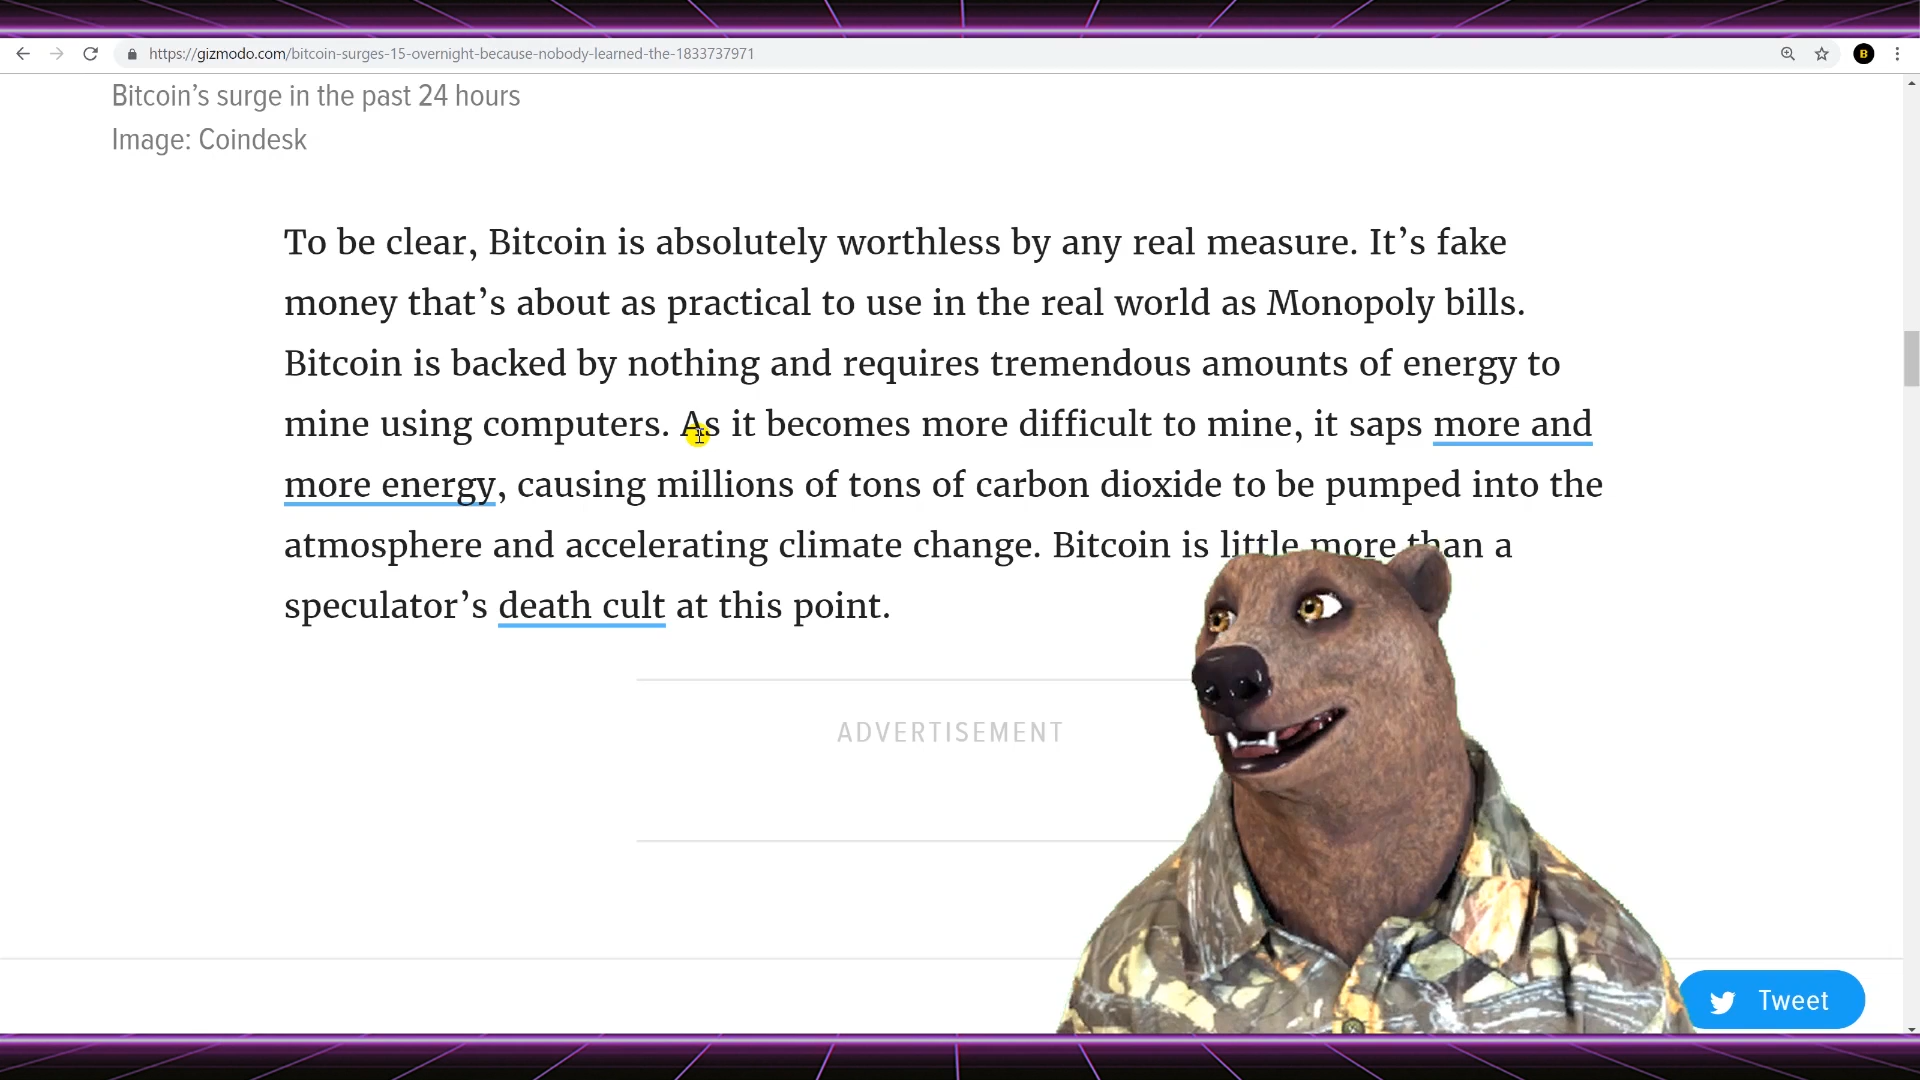 https://gizmodo.com/bitcoin-surges-15-overnight-because-nobody-learned-the-1833737971
B
Bitcoin’s surge in the past 24 hours
Image: Coindesk
To be clear, Bitcoin is absolutely worthless by any real measure. It’s fake
money that’s about as practical to use in the real world as Monopoly bills.
Bitcoin is backed by nothing and requires tremendous amounts of energy to
mine using computers. As it becomes more difficult to mine, it saps more and
more energy, causing millions of tons of carbon dioxide to be pumped into the
atmosphere and accelerating climate change. Bitcoin is little more than a
speculator’s death cult at this point.
ADVERTISEMENT
Tweet